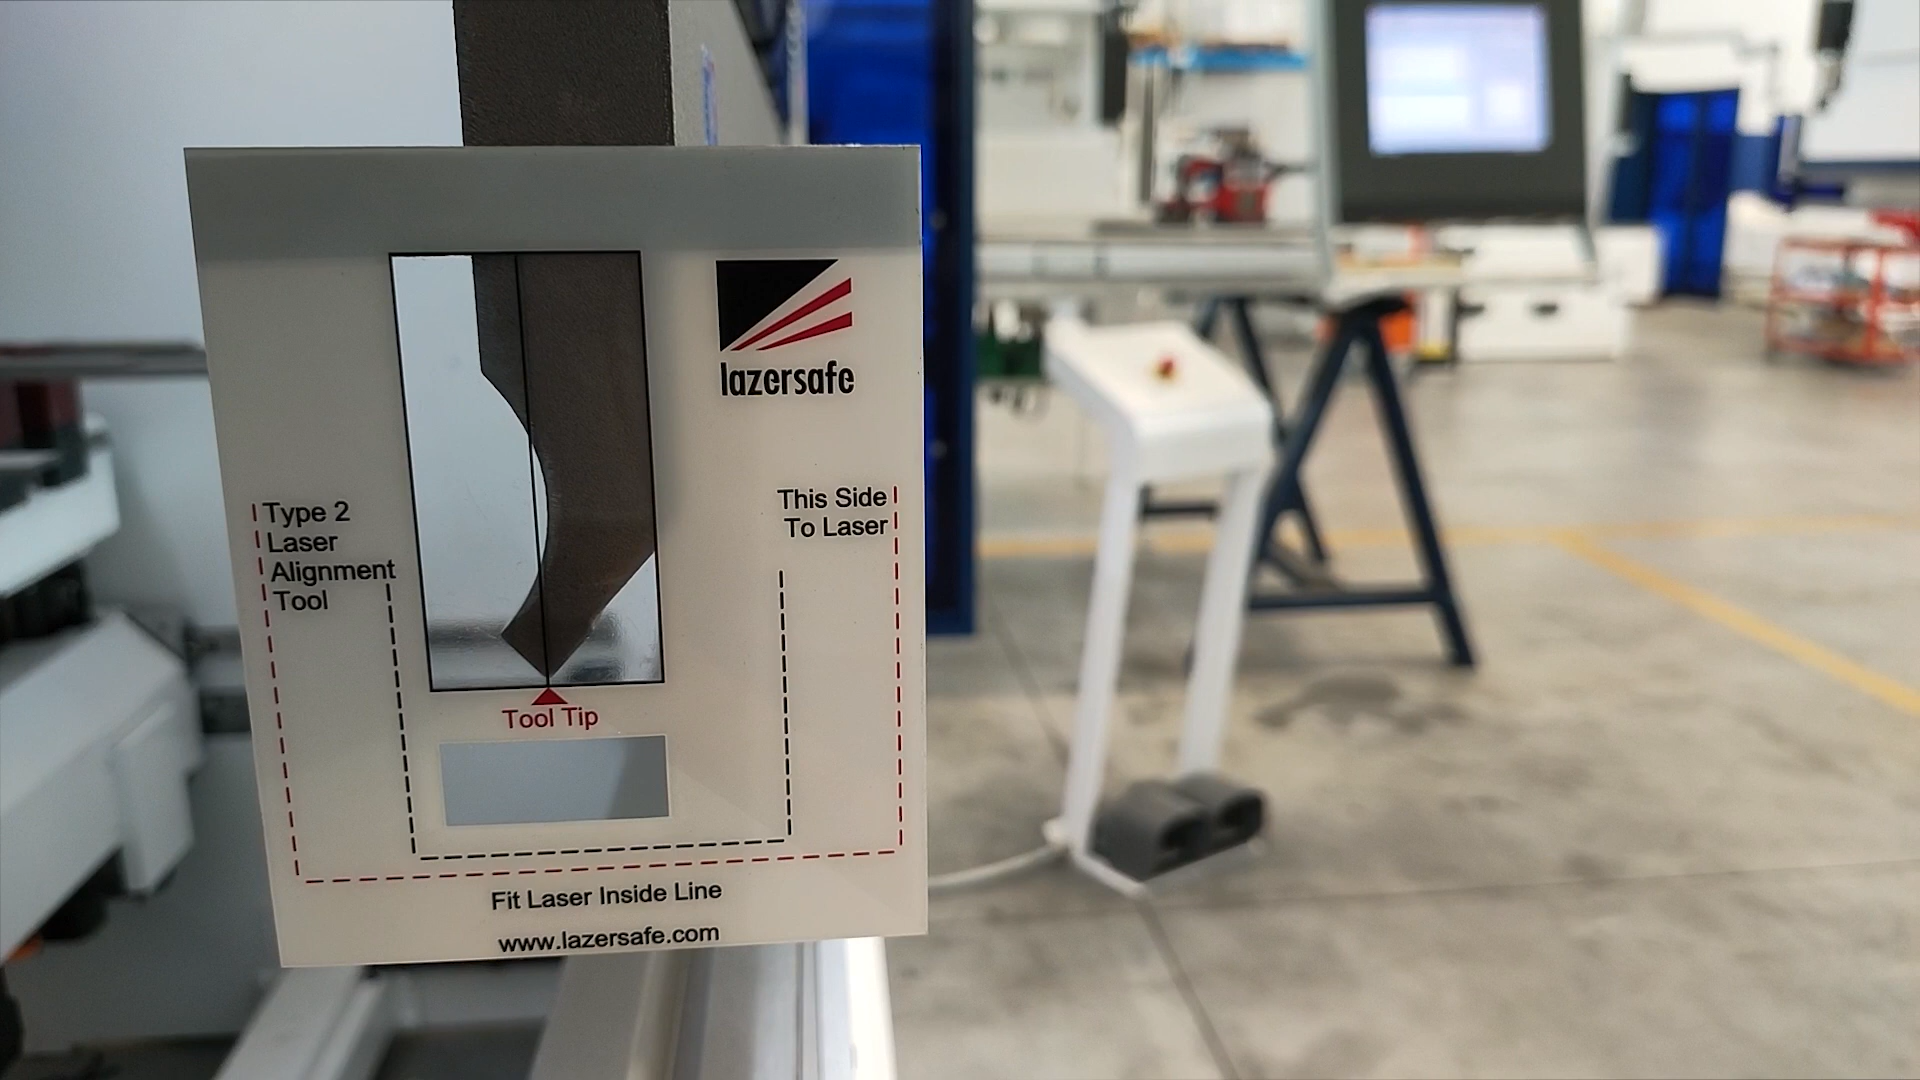 lazersafe
Type 2
Laser
Alignment
Tool
This Side
To Laser
Tool Tip
Fit Laser Inside Line
www.lazersafe.com